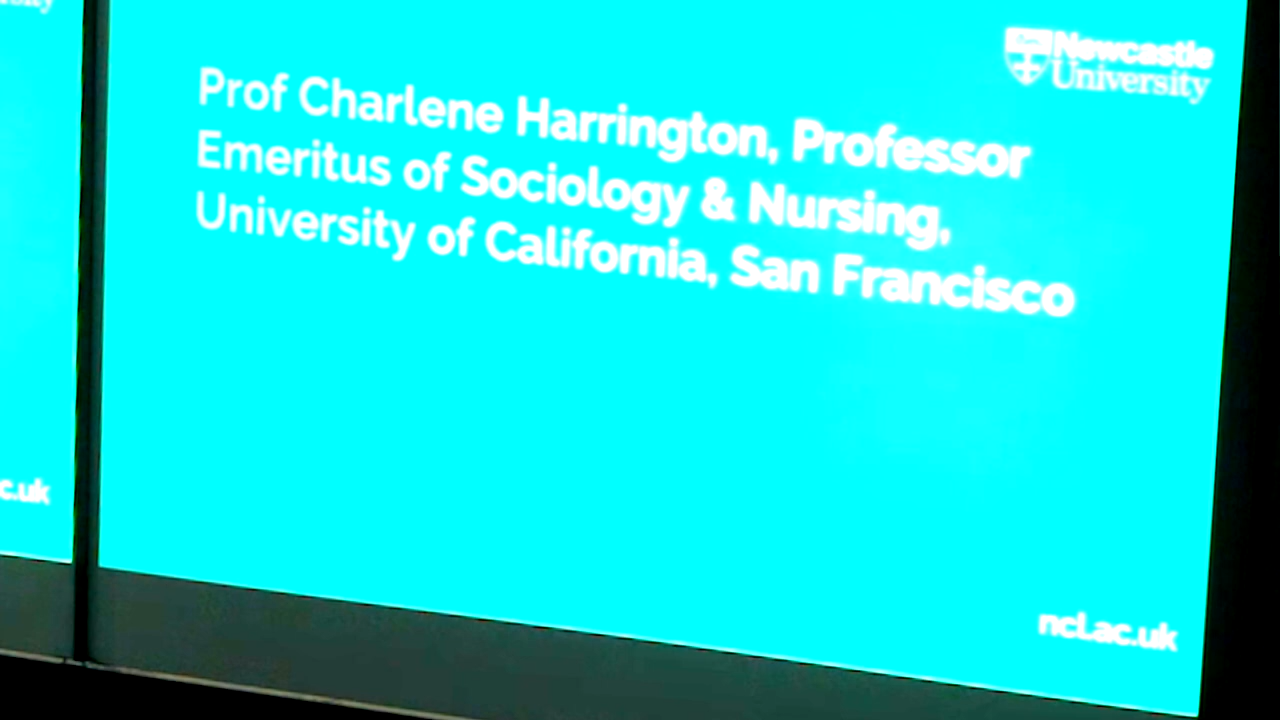 Newcastle
University
Prof Charlene Harrington, Professor
Emeritus of Sociology & Nursing,
University of California, San Francisco
c.uk
ncl.ac.uk